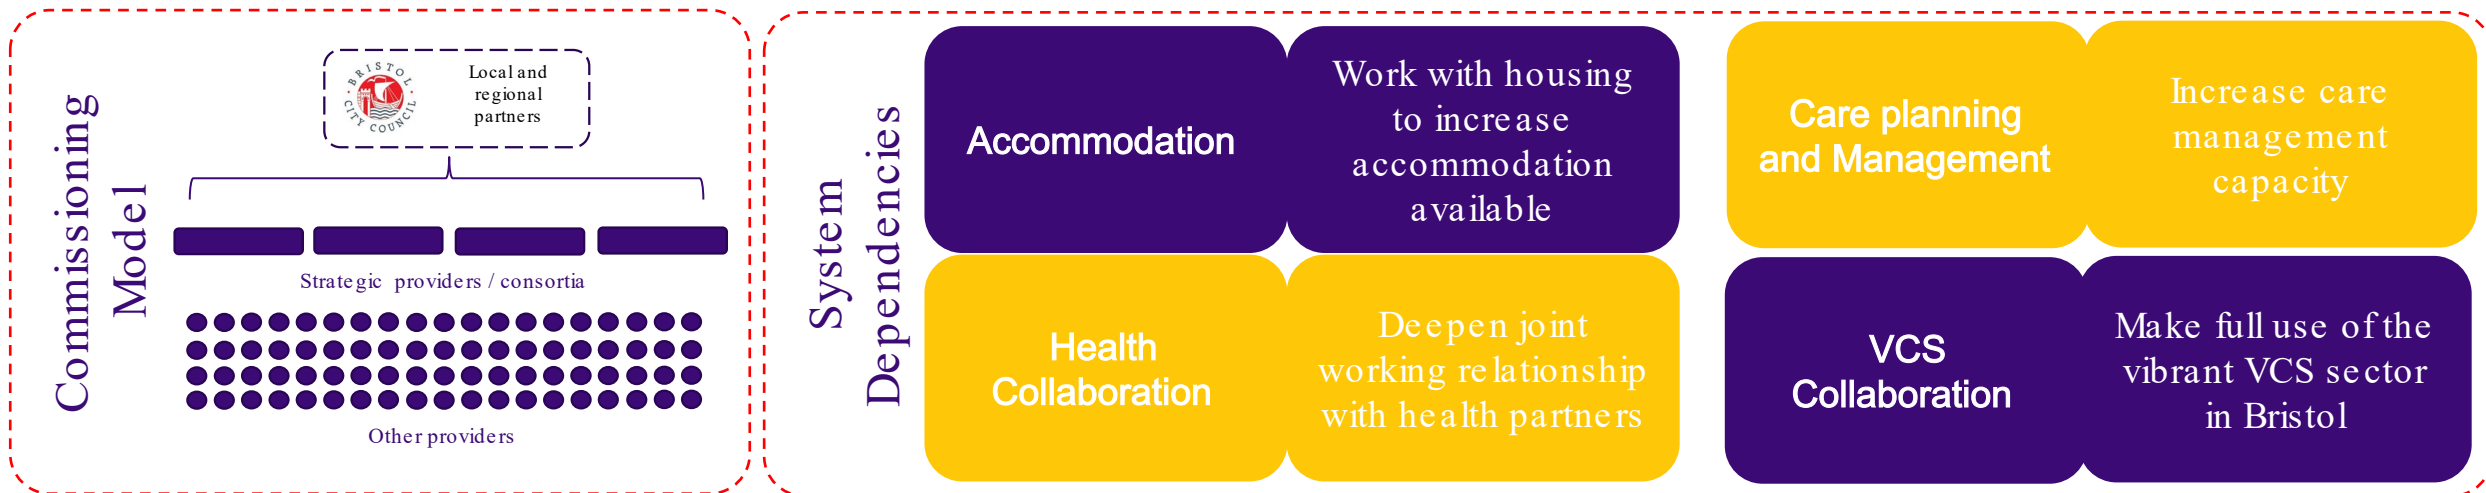 Commissioning
Model
BRISTOL
CITY COUNCIL
Local and
regional
partners
Strategic providers / consortia
Other providers
System
Dependencies
Accommodation
Work with housing
to increase
accommodation
available
Health
Collaboration
Deepen joint
working relationship
with health partners
Care planning
and Management
Increase care
management
capacity
VCS
Collaboration
Make full use of the
vibrant VCS sector
in Bristol